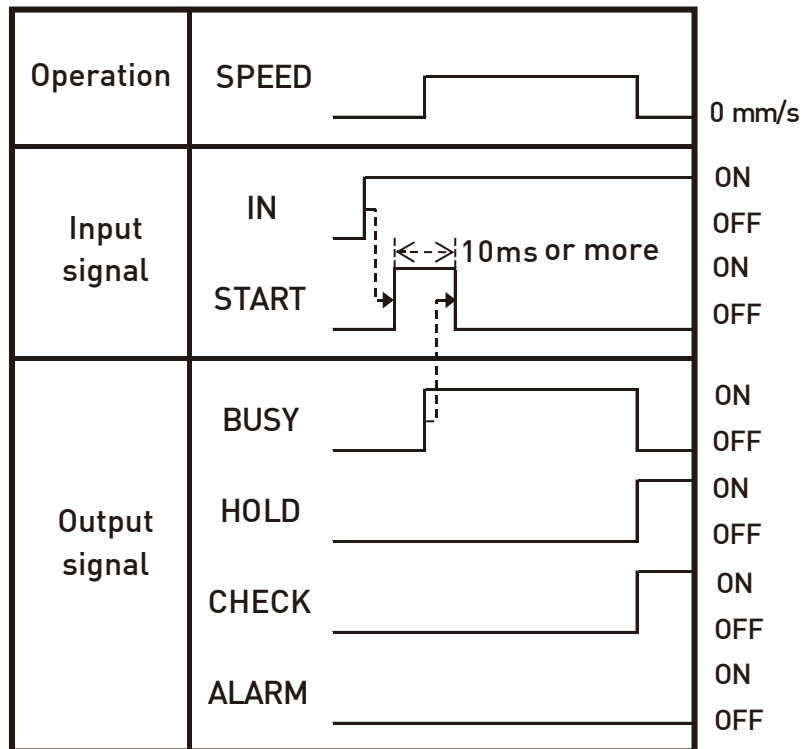 Operation
SPEED
0 mm/s
Input
signal
IN
ON
OFF
10ms or more
START
ON
OFF
Output
signal
BUSY
ON
OFF
HOLD
ON
OFF
CHECK
ON
OFF
ALARM
ON
OFF